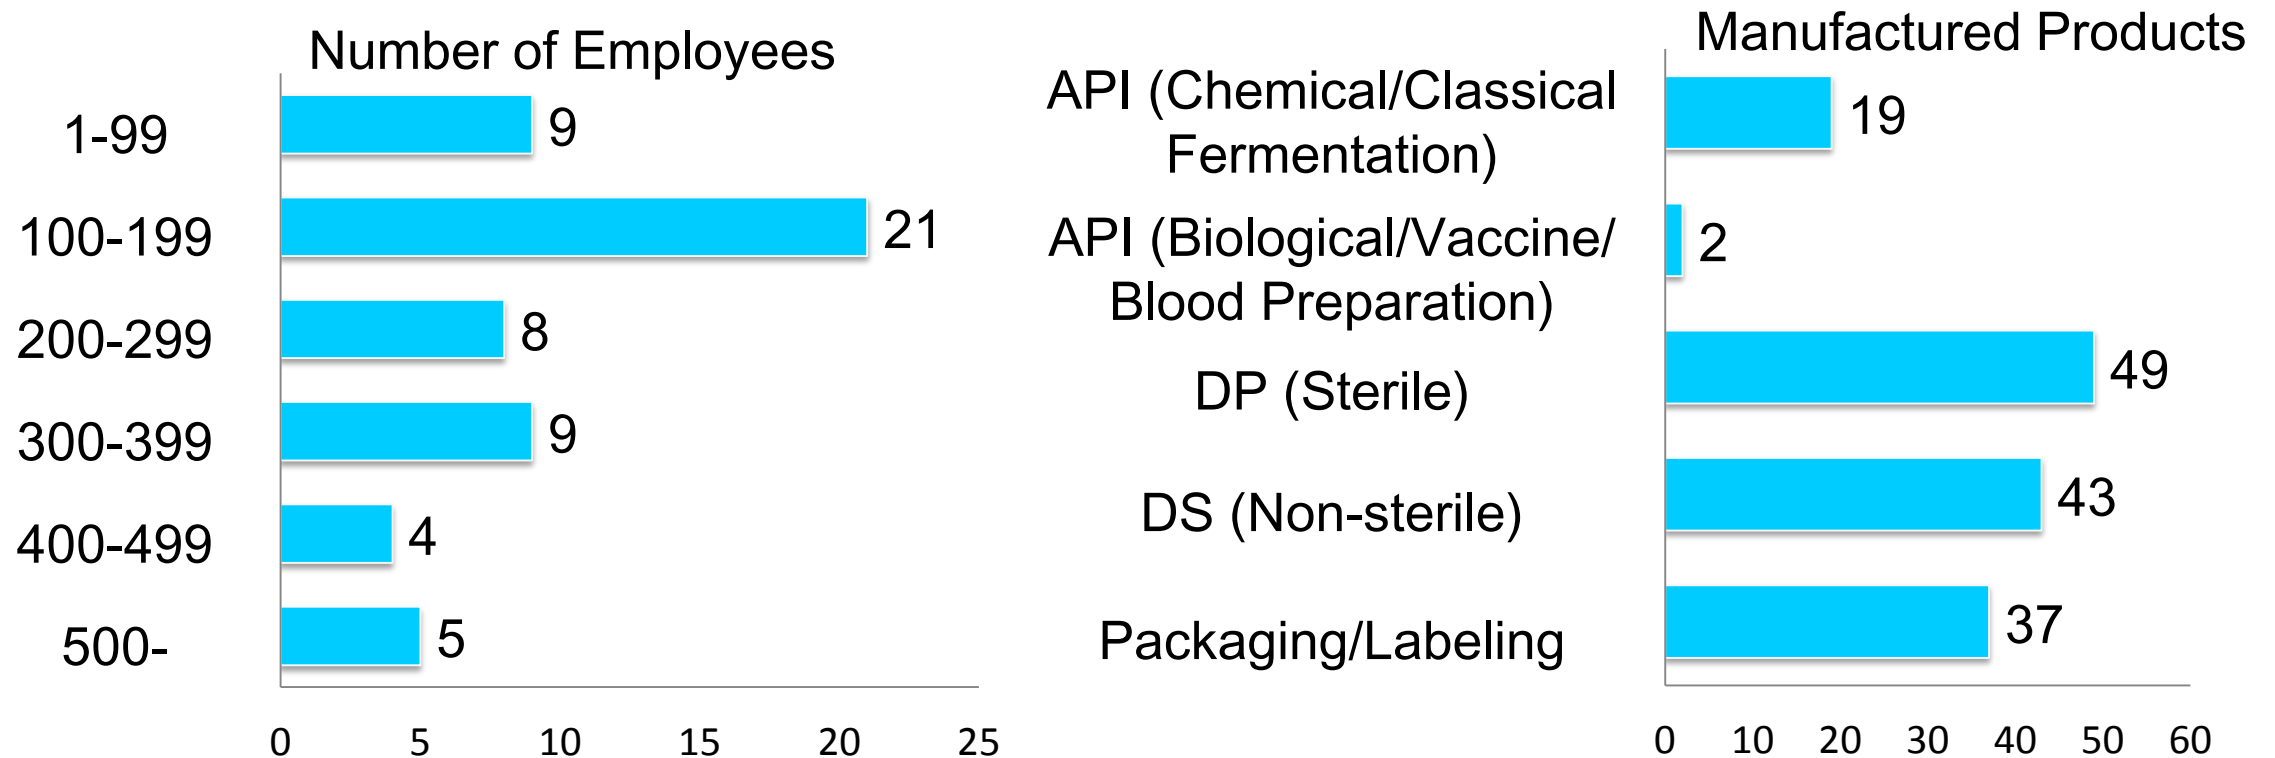 Number of Employees
1-99
9
100-199
21
200-299
8
300-399
9
400-499
4
500-
5
0 5 10 15 20 25
Manufactured Products
API (Chemical/Classical
Fermentation)
19
API (Biological/Vaccine/
Blood Preparation)
2
DP (Sterile)
49
DS (Non-sterile)
43
Packaging/Labeling
37
0 10 20 30 40 50 60